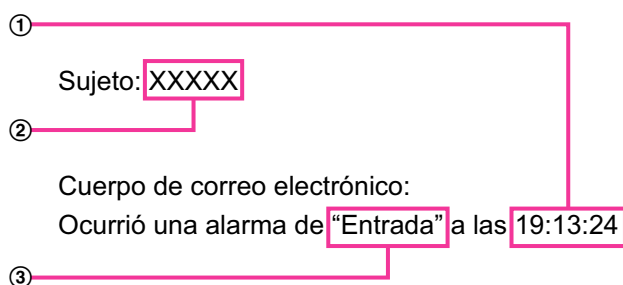 ①
Sujeto: XXXXX
②
Cuerpo de correo electrónico:
Ocurrió una alarma de “Entrada” a las 19:13:24
③